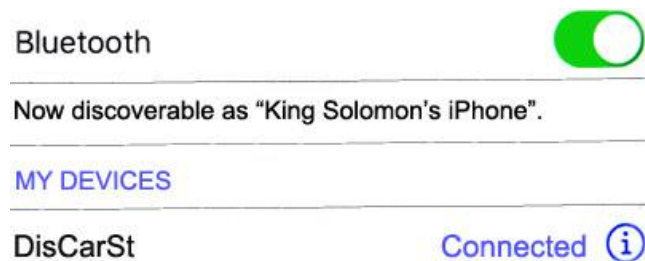 Bluetooth
Now discoverable as “King Solomon’s iPhone”.
MY DEVICES
DisCarSt Connected